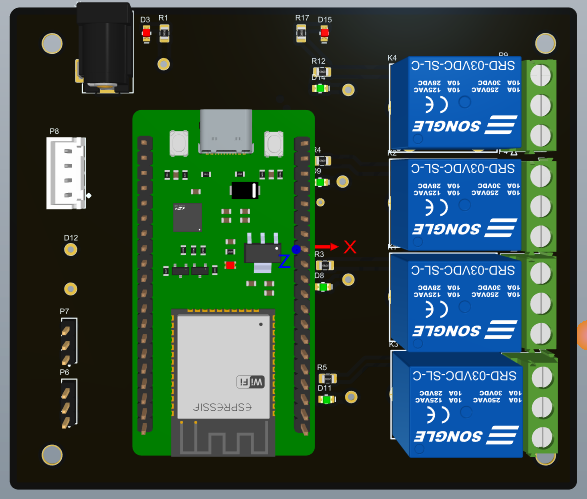 D3
R1
R17
D15
R12
D14
K4
P9
SRD-03VDC-SL-C
10A 250VAC 10A 125VAC
10A 30VDC 10A 28VDC
SONGLE
P8
K2
SRD-03VDC-SL-C
10A 250VAC 10A 125VAC
10A 30VDC 10A 28VDC
SONGLE
D12
Z
X
R3
D8
SRD-03VDC-SL-C
10A 250VAC 10A 125VAC
10A 30VDC 10A 28VDC
SONGLE
P7
P6
K3
R5
D11
SRD-03VDC-SL-C
10A 250VAC 10A 125VAC
10A 30VDC 10A 28VDC
SONGLE
WiFi
ESPRESSIF